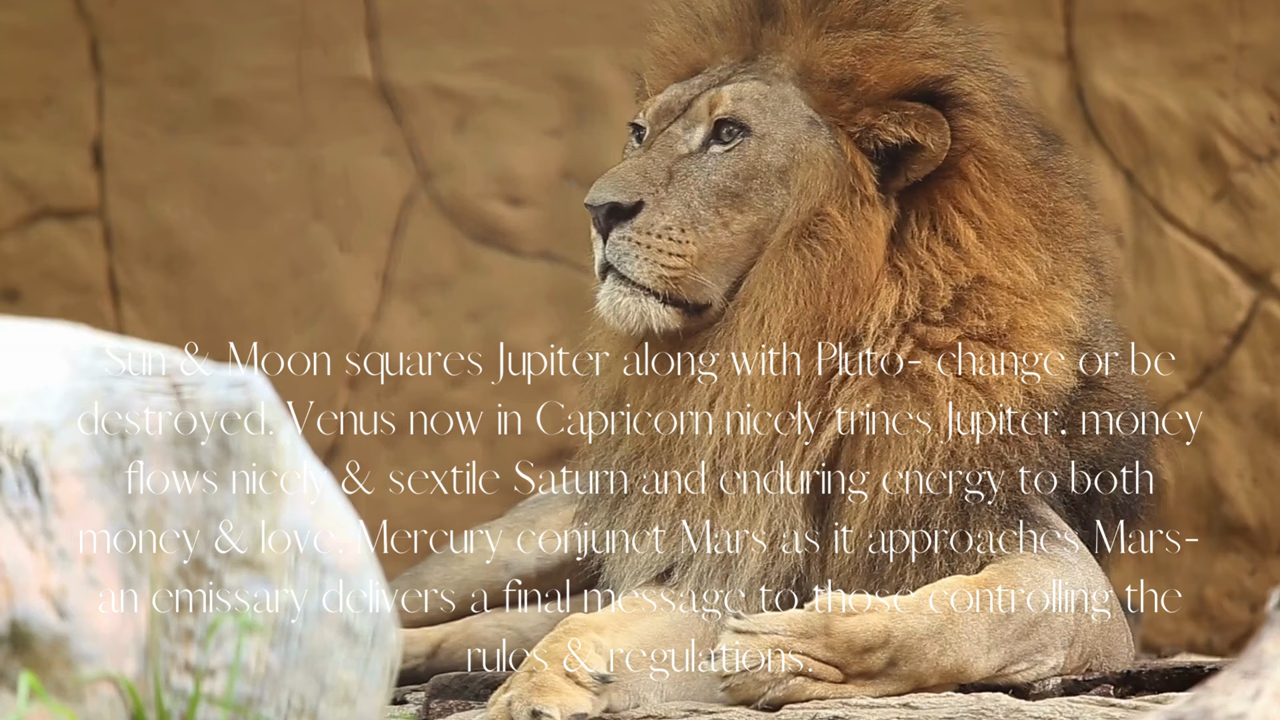 Sun & Moon squares Jupiter along with Pluto- change or be
destroyed. Venus now in Capricorn nicely trines Jupiter. money
flows nicely & sextile Saturn and enduring energy to both
money & love. Mercury conjunct Mars as it approaches Mars-
an emissary delivers a final message to those controlling the
rules & regulations.